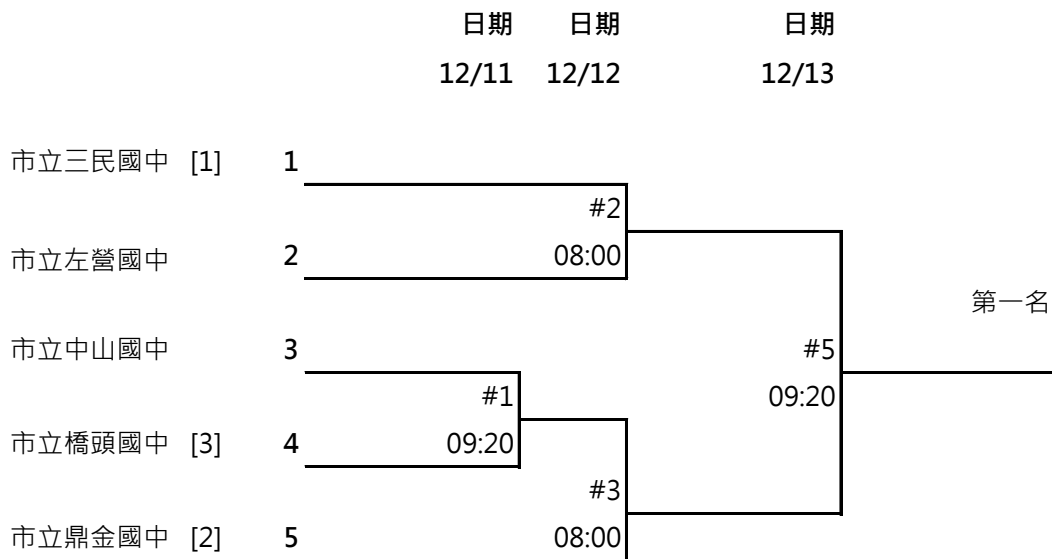 日期 日期 日期
12/11 12/12 12/13
市立三民國中 [1] 1
#2
市立左營國中 2 08:00
第一名
市立中山國中 3 #5
#1 09:20
市立橋頭國中 [3] 4 09:20
#3
市立鼎金國中 [2] 5 08:00